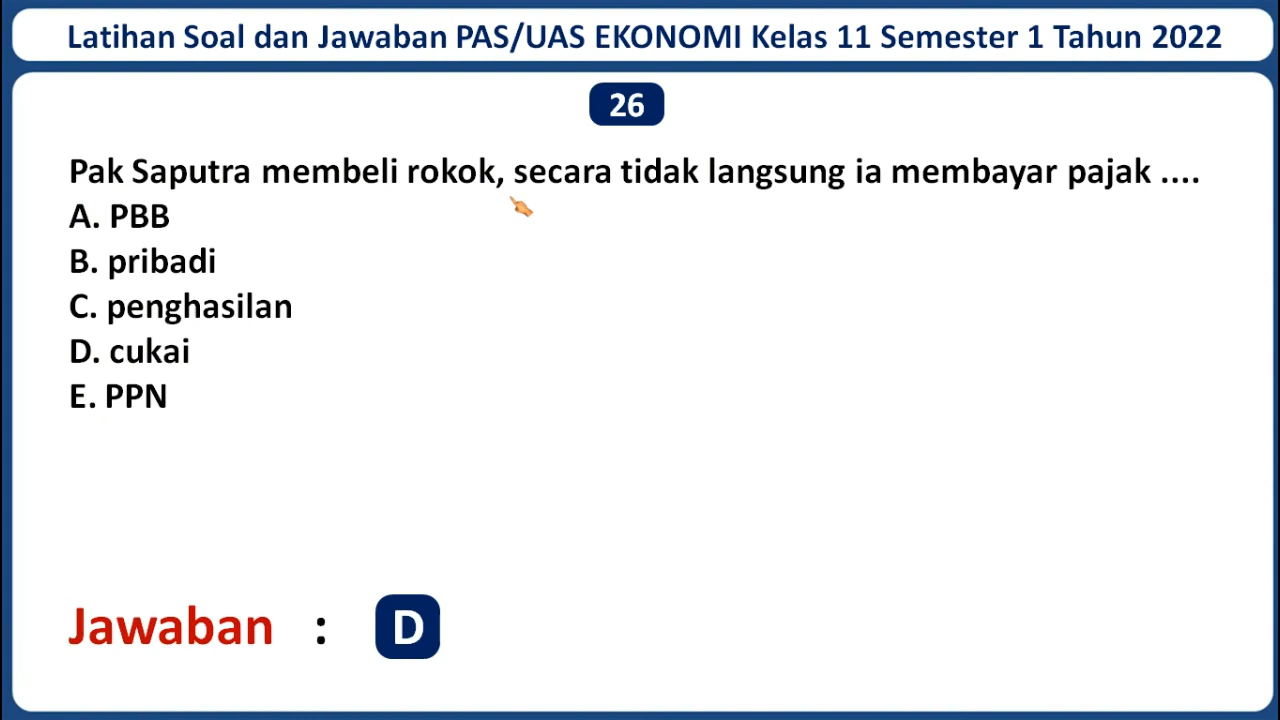 Latihan Soal dan Jawaban PAS/UAS EKONOMI Kelas 11 Semester 1 Tahun 2022
26
Pak Saputra membeli rokok, secara tidak langsung ia membayar pajak ....
A. PBB
B. pribadi
C. penghasilan
D. cukai
E. PPN
Jawaban : D